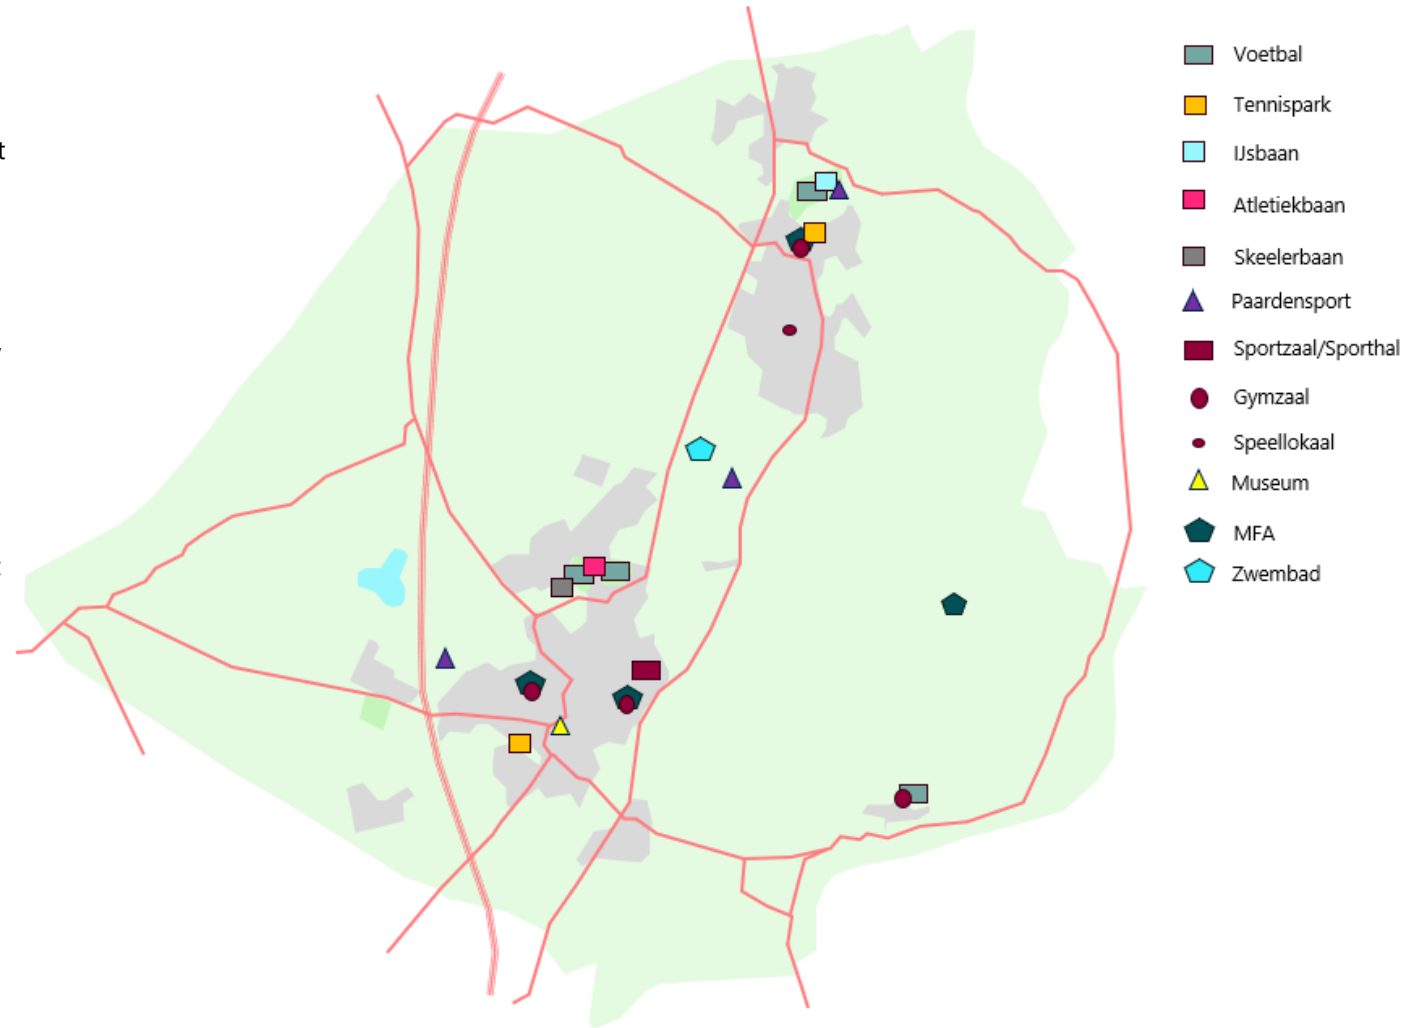 t
Voetbal
Tennispark
IJsbaan
Atletiekbaan
Skeelerbaan
Paardensport
Sportzaal/Sporthal
Gymzaal
Speellokaal
Museum
MFA
Zwembad